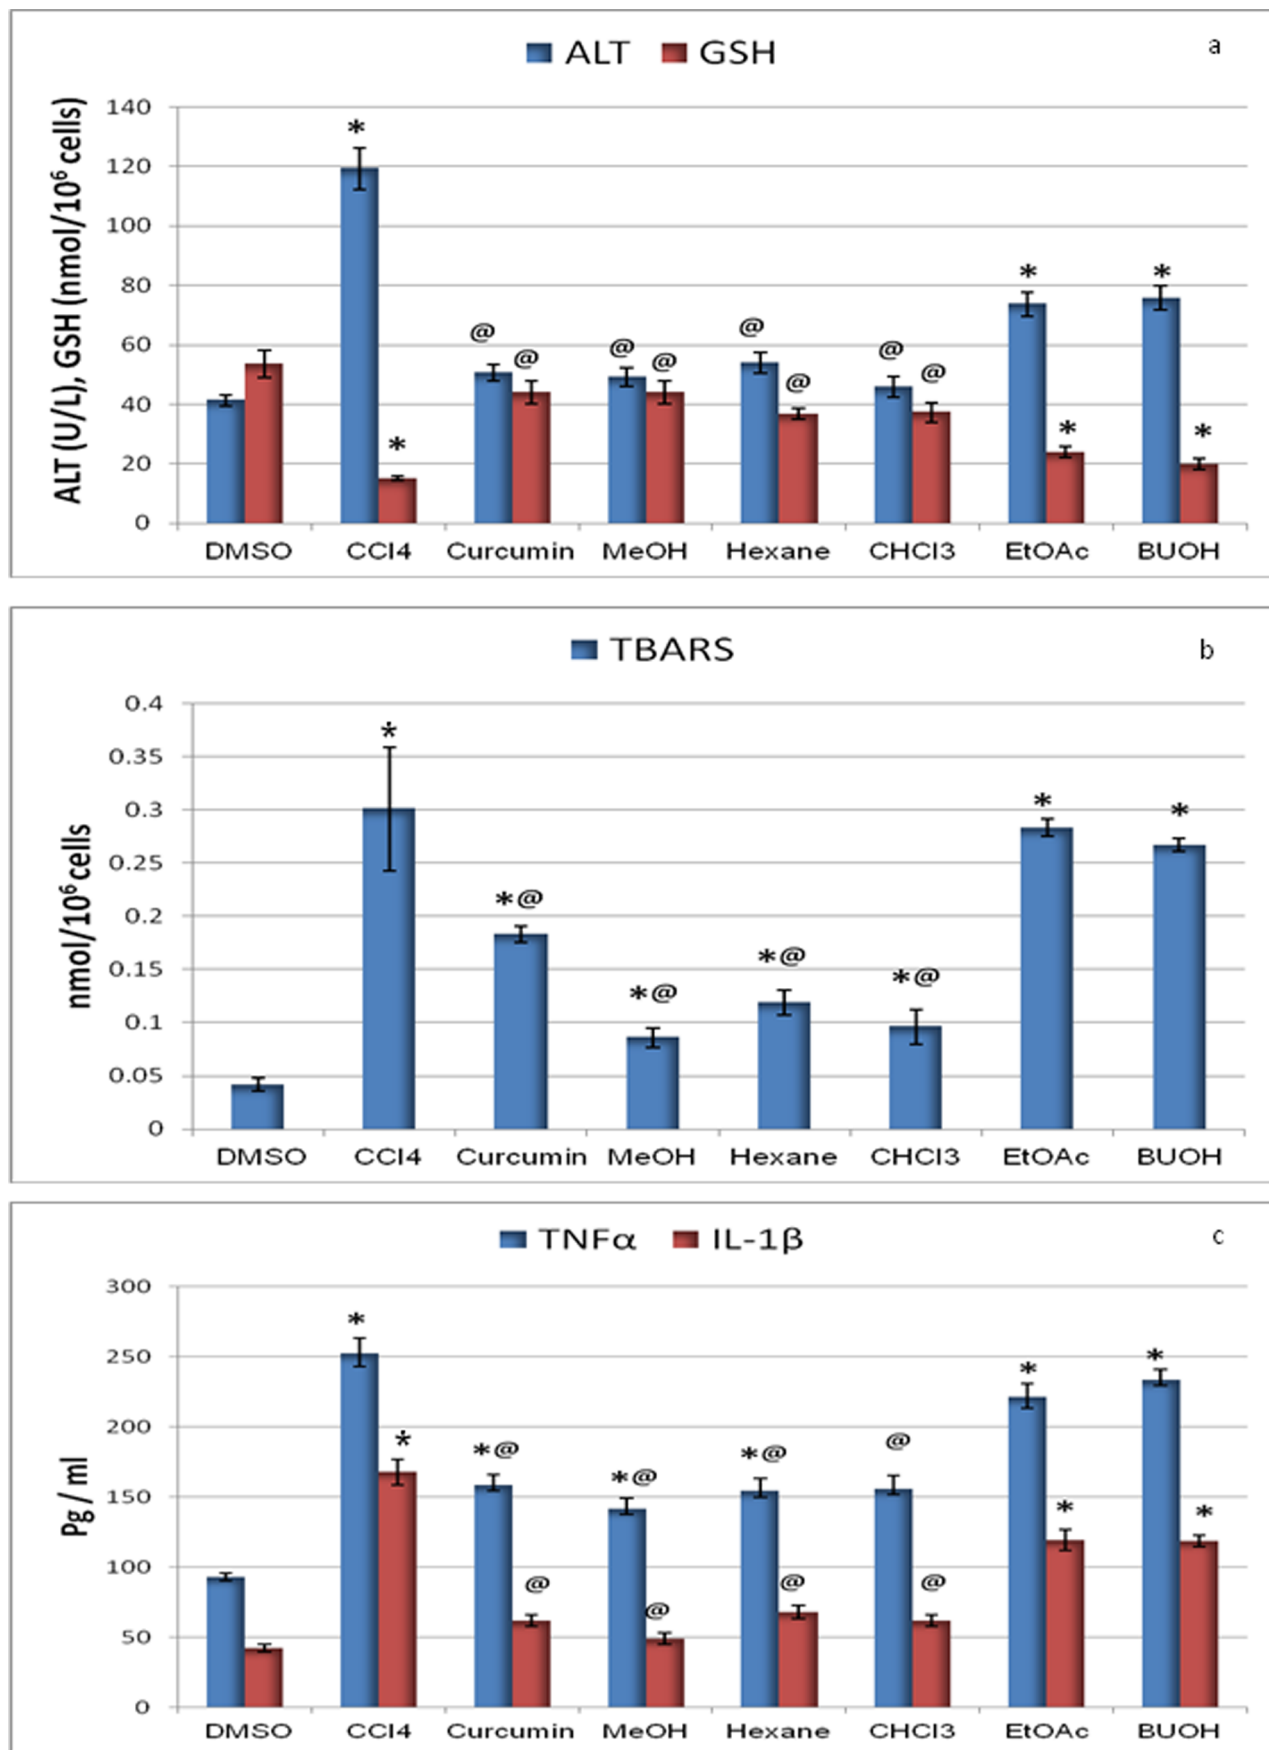 ALT GSH a
ALT (U/L), GSH (nmol/10⁶ cells)
140
*
120
100
80
* *
60
@ @ @ @ @ @ @ @
40
* * *
20
0
DMSO CCl4 Curcumin MeOH Hexane CHCl3 EtOAc BUOH
TBARS b
nmol/10⁶cells
0.4
*
0.35
0.3
* *
0.25
0.2
*@
0.15
*@ *@ *@
0.1
0.05
0
DMSO CCl4 Curcumin MeOH Hexane CHCl3 EtOAc BUOH
TNFα IL-1β c
Pg / ml
300
*
250
* *
200
* *@ *@ *@ @
150
* *
100
@ @ @ @
50
0
DMSO CCl4 Curcumin MeOH Hexane CHCl3 EtOAc BUOH